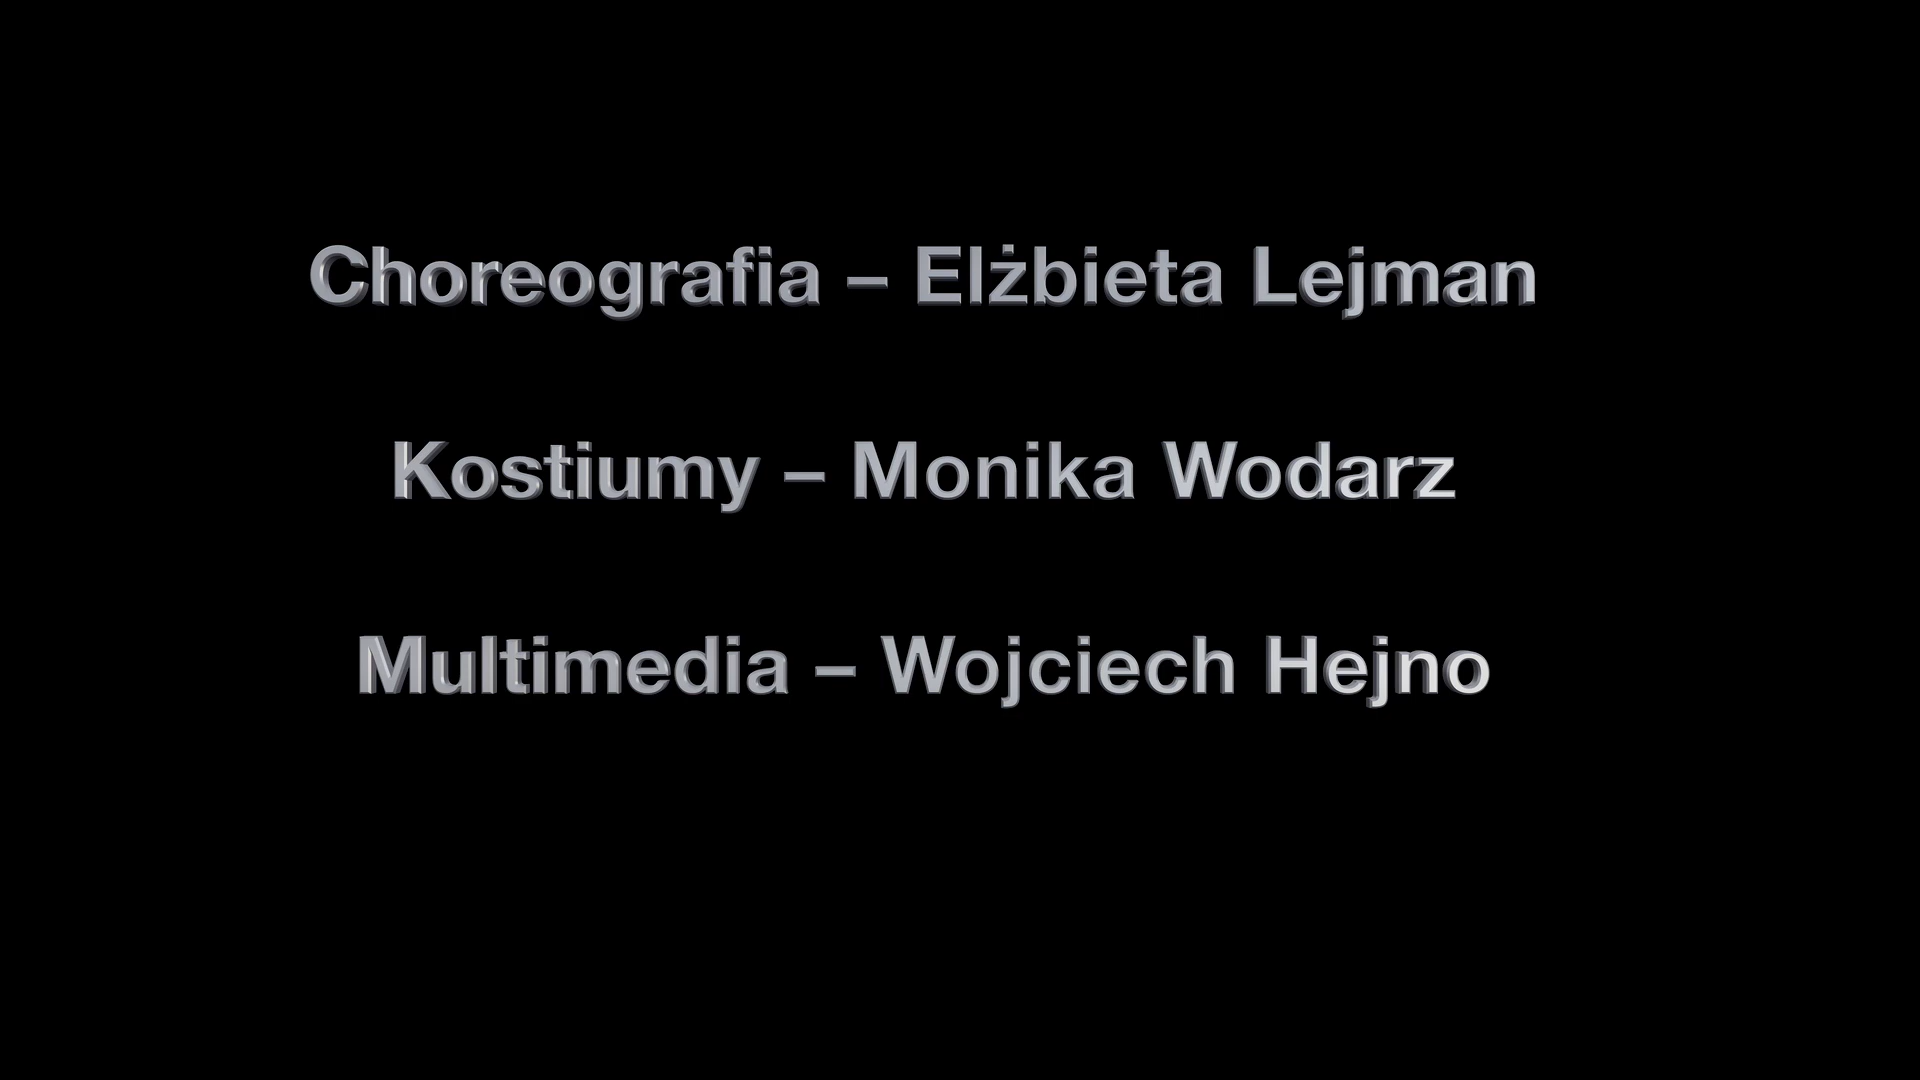 Choreografia – Elżbieta Lejman
Kostiumy – Monika Wodarz
Multimedia – Wojciech Hejno